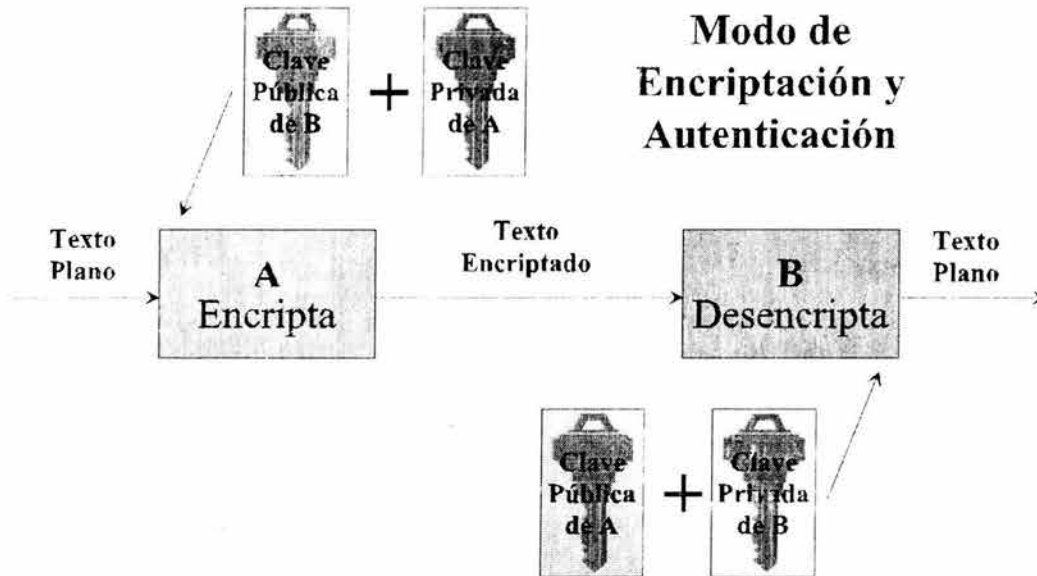 Clave
Pública
de B
+
Clave
Privada
de A
Modo de
Encriptación y
Autenticación
Texto
Plano
A
Encripta
Texto
Encriptado
B
Desencripta
Texto
Plano
Clave
Pública
de A
+
Clave
Privada
de B